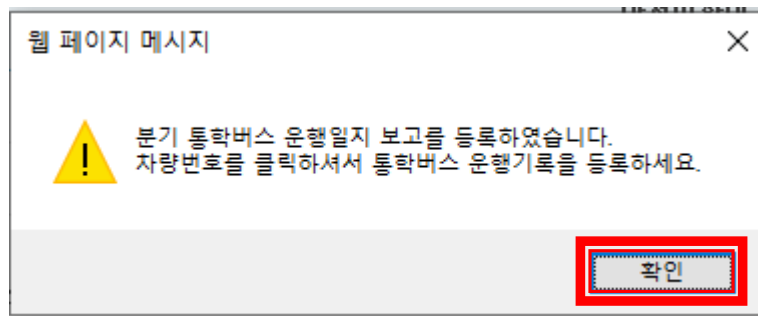 웹 페이지 메시지
분기 통학버스 운행일지 보고를 등록하였습니다.
차량번호를 클릭하셔서 통학버스 운행기록을 등록하세요.
확인